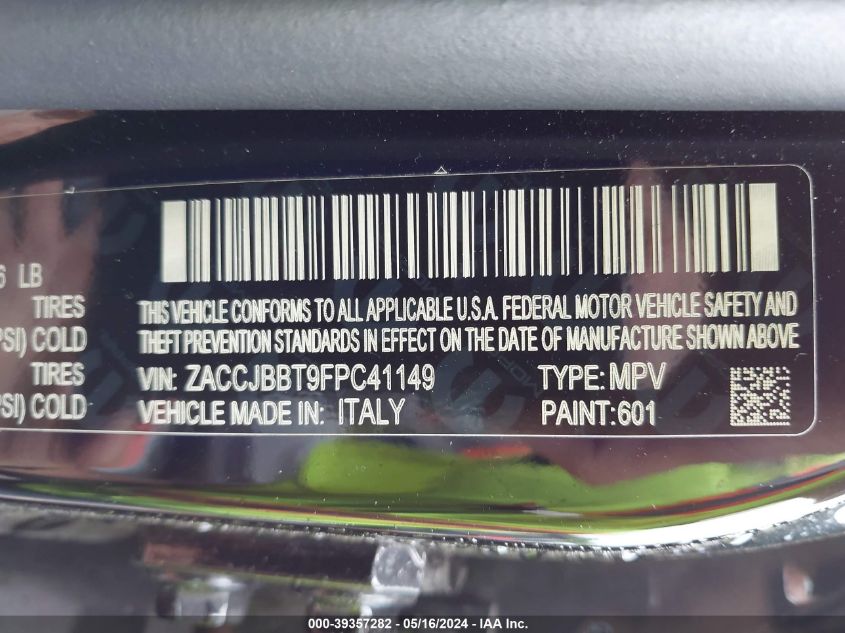 6 LB
TIRES
PSI) COLD
TIRES
PSI) COLD
THIS VEHICLE CONFORMS TO ALL APPLICABLE U.S.A. FEDERAL MOTOR VEHICLE SAFETY AND
THEFT PREVENTION STANDARDS IN EFFECT ON THE DATE OF MANUFACTURE SHOWN ABOVE
VIN: ZACCJBBT9FPC41149 TYPE: MPV
VEHICLE MADE IN: ITALY PAINT:601
000-39357282 - 05/16/2024 - IAA Inc.